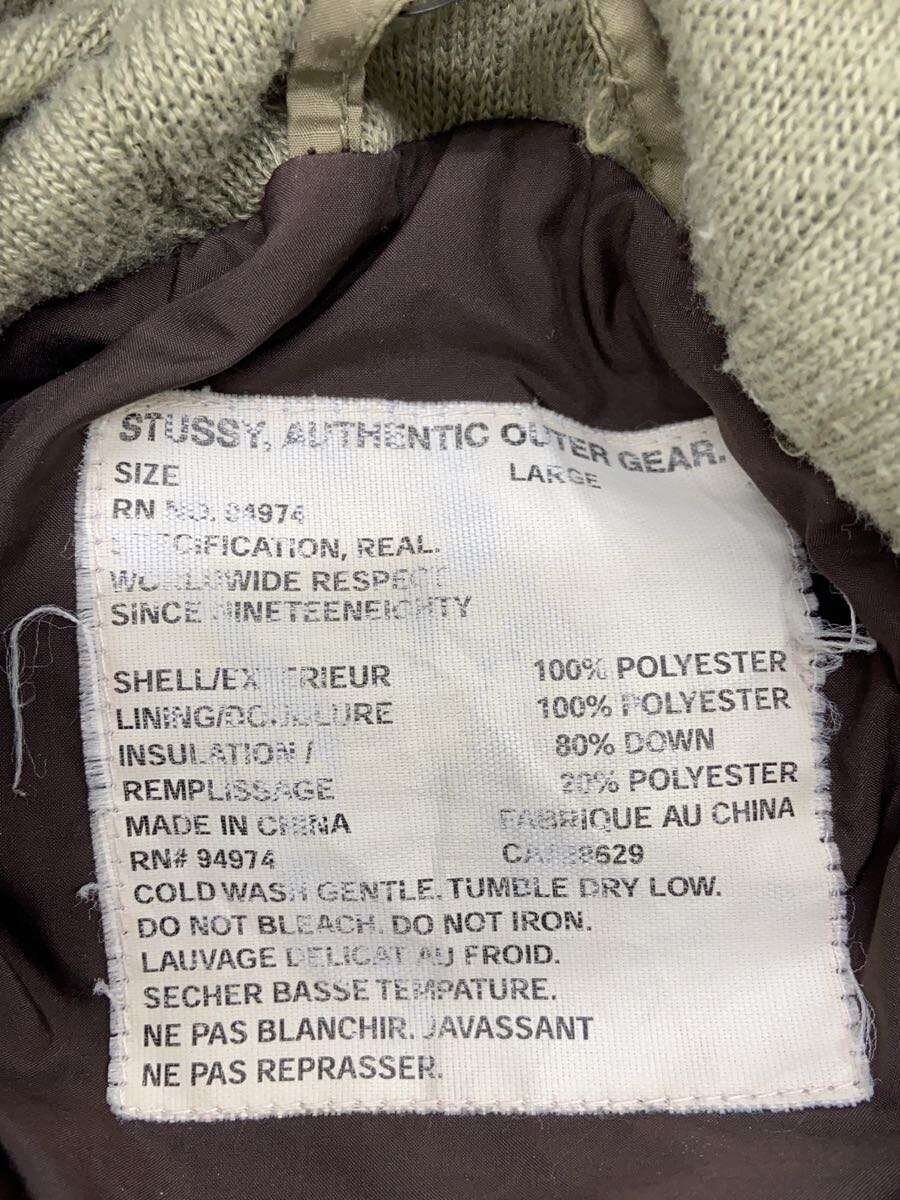 STUSSY, AUTHENTIC OUTER GEAR.
SIZE LARGE
RN NO. 94974
SPECIFICATION, REAL.
WORLDWIDE RESPECT
SINCE NINETEENEIGHTY
SHELL/EXTERIEUR 100% POLYESTER
LINING/DOUBLURE 100% POLYESTER
INSULATION / 80% DOWN
REMPLISSAGE 20% POLYESTER
MADE IN CHINA FABRIQUE AU CHINA
RN# 94974
COLD WASH GENTLE. TUMBLE DRY LOW.
DO NOT BLEACH. DO NOT IRON.
LAUVAGE DELICAT AU FROID.
SECHER BASSE TEMPATURE.
NE PAS BLANCHIR. JAVASSANT
NE PAS REPRASSER.